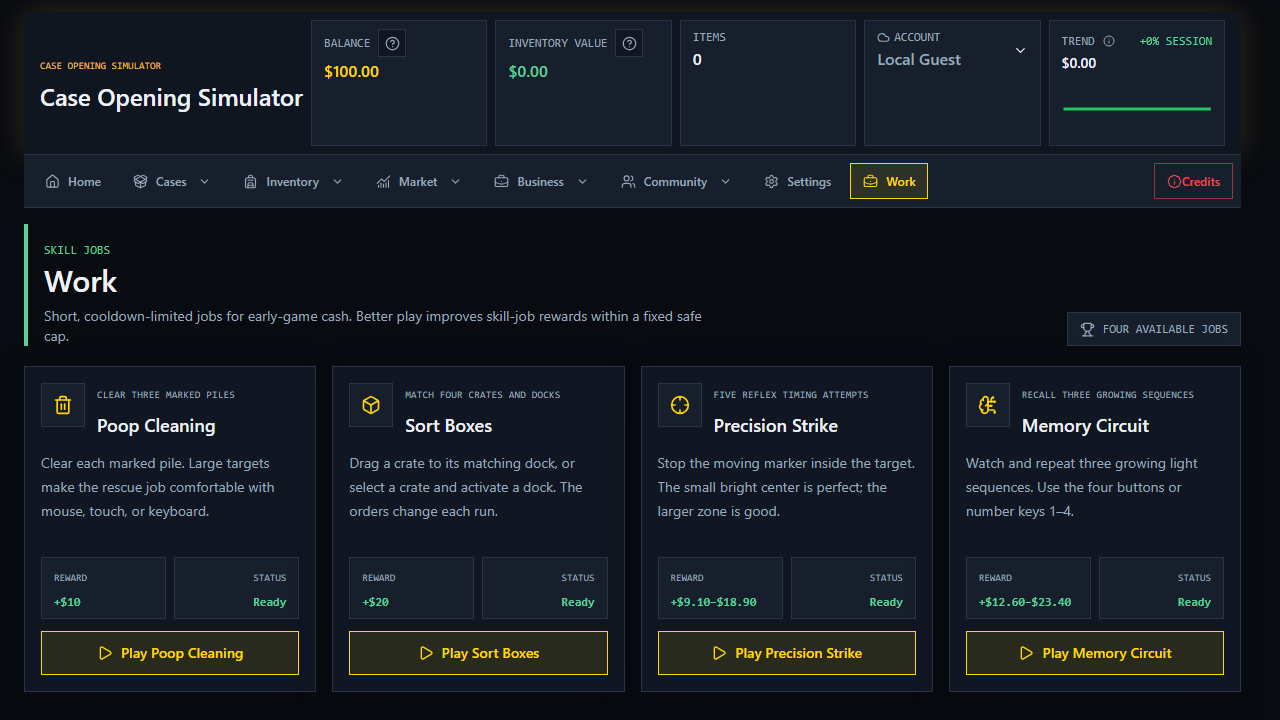 CASE OPENING SIMULATOR
Case Opening Simulator
BALANCE
$100.00
INVENTORY VALUE
$0.00
ITEMS
0
ACCOUNT
Local Guest
TREND
+0% SESSION
$0.00
Home
Cases
Inventory
Market
Business
Community
Settings
Work
Credits
SKILL JOBS
Work
Short, cooldown-limited jobs for early-game cash. Better play improves skill-job rewards within a fixed safe
cap.
FOUR AVAILABLE JOBS
CLEAR THREE MARKED PILES
Poop Cleaning
Clear each marked pile. Large targets
make the rescue job comfortable with
mouse, touch, or keyboard.
REWARD
+$10
STATUS
Ready
Play Poop Cleaning
MATCH FOUR CRATES AND DOCKS
Sort Boxes
Drag a crate to its matching dock, or
select a crate and activate a dock. The
orders change each run.
REWARD
+$20
STATUS
Ready
Play Sort Boxes
FIVE REFLEX TIMING ATTEMPTS
Precision Strike
Stop the moving marker inside the target.
The small bright center is perfect; the
larger zone is good.
REWARD
+$9.10–$18.90
STATUS
Ready
Play Precision Strike
RECALL THREE GROWING SEQUENCES
Memory Circuit
Watch and repeat three growing light
sequences. Use the four buttons or
number keys 1–4.
REWARD
+$12.60–$23.40
STATUS
Ready
Play Memory Circuit